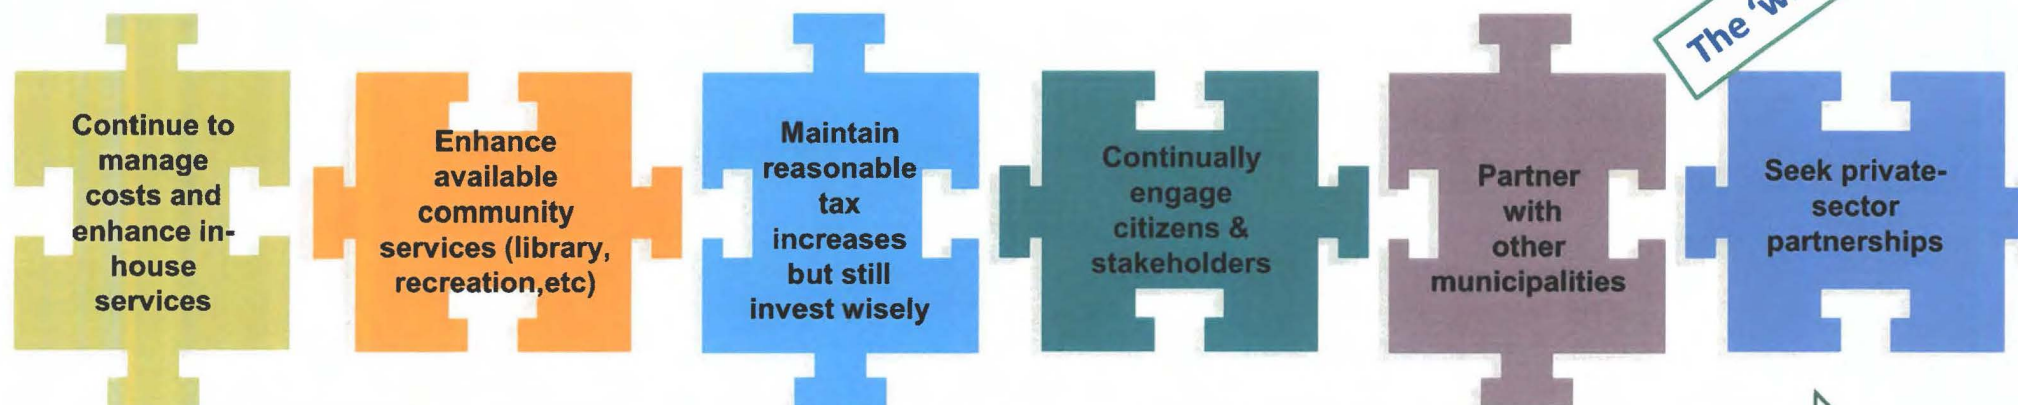 Continue to
manage
costs and
enhance in-
house
services
Enhance
available
community
services (library,
recreation,etc)
Maintain
reasonable
tax
increases
but still
invest wisely
Continually
engage
citizens &
stakeholders
Partner
with
other
municipalities
The
Seek private-
sector
partnerships